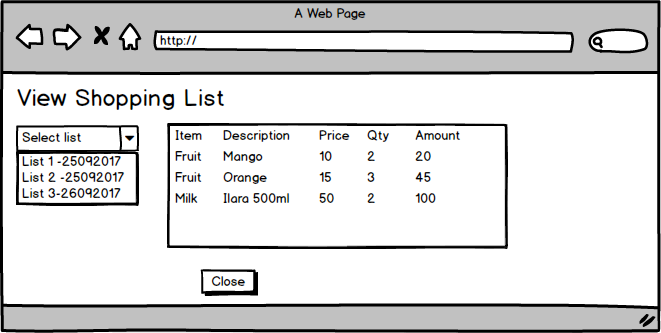 A Web Page
http://
View Shopping List
Select list
List 1 -25092017
List 2 -25092017
List 3-26092017
Item Description Price Qty Amount
Fruit Mango 10 2 20
Fruit Orange 15 3 45
Milk Ilara 500ml 50 2 100
Close